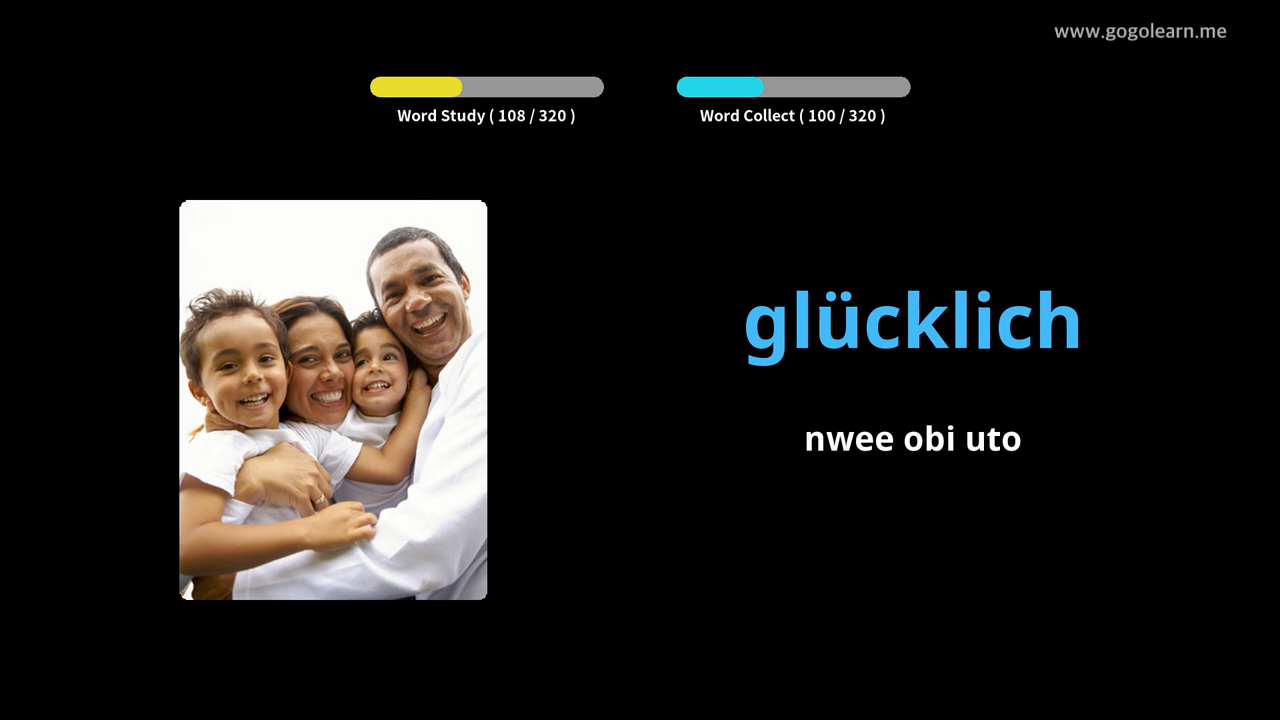 www.gogolearn.me
Word Study ( 108 / 320 )
Word Collect ( 100 / 320 )
glücklich
nwee obi uto